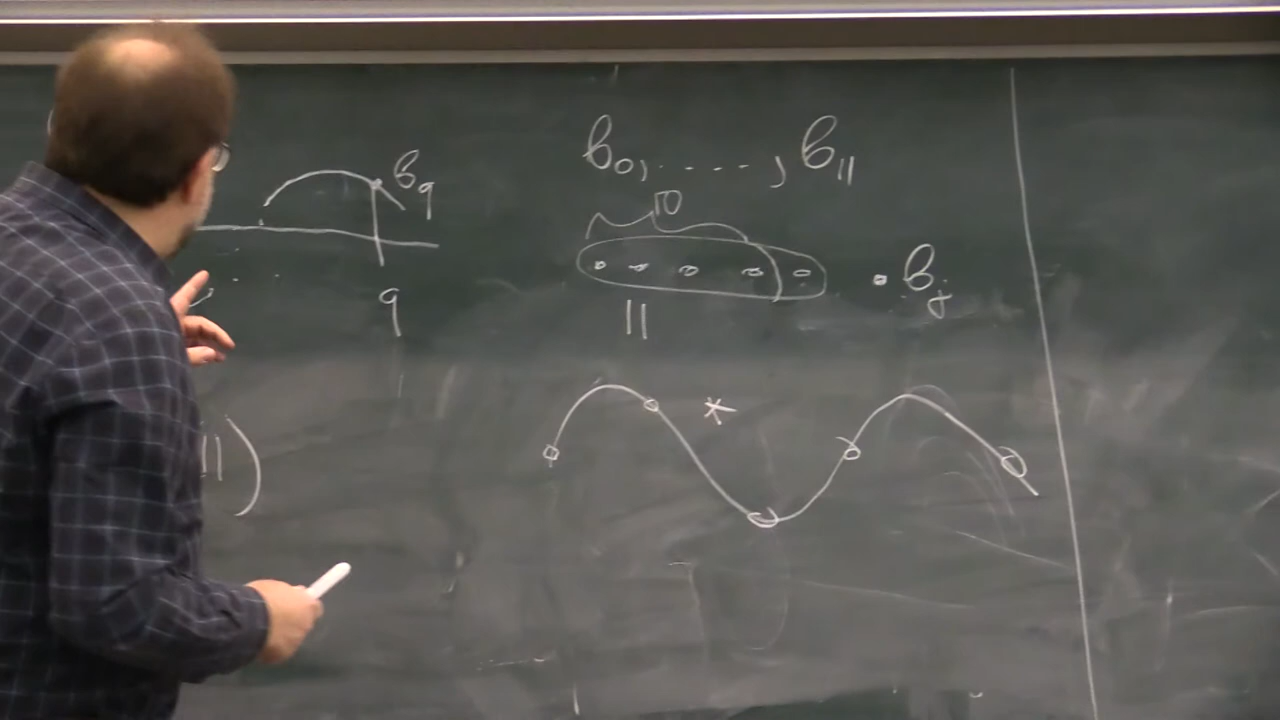 b₀, . . . . . , b₁₁
b₉
10
b_j
9
11
*
11)